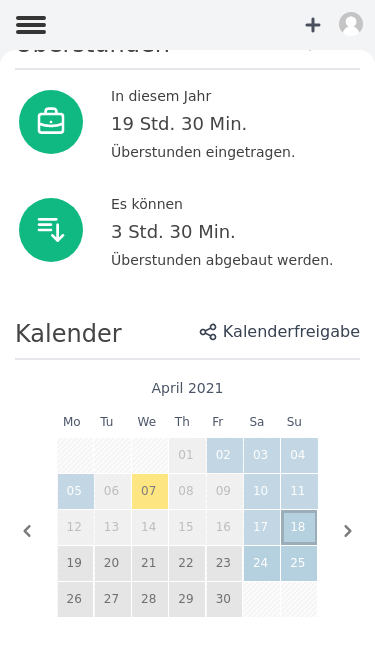 Überstunden
In diesem Jahr
19 Std. 30 Min.
Überstunden eingetragen.
Es können
3 Std. 30 Min.
Überstunden abgebaut werden.
Kalender
Kalenderfreigabe
April 2021
Mo Tu We Th Fr Sa Su
01 02 03 04
05 06 07 08 09 10 11
12 13 14 15 16 17 18
19 20 21 22 23 24 25
26 27 28 29 30